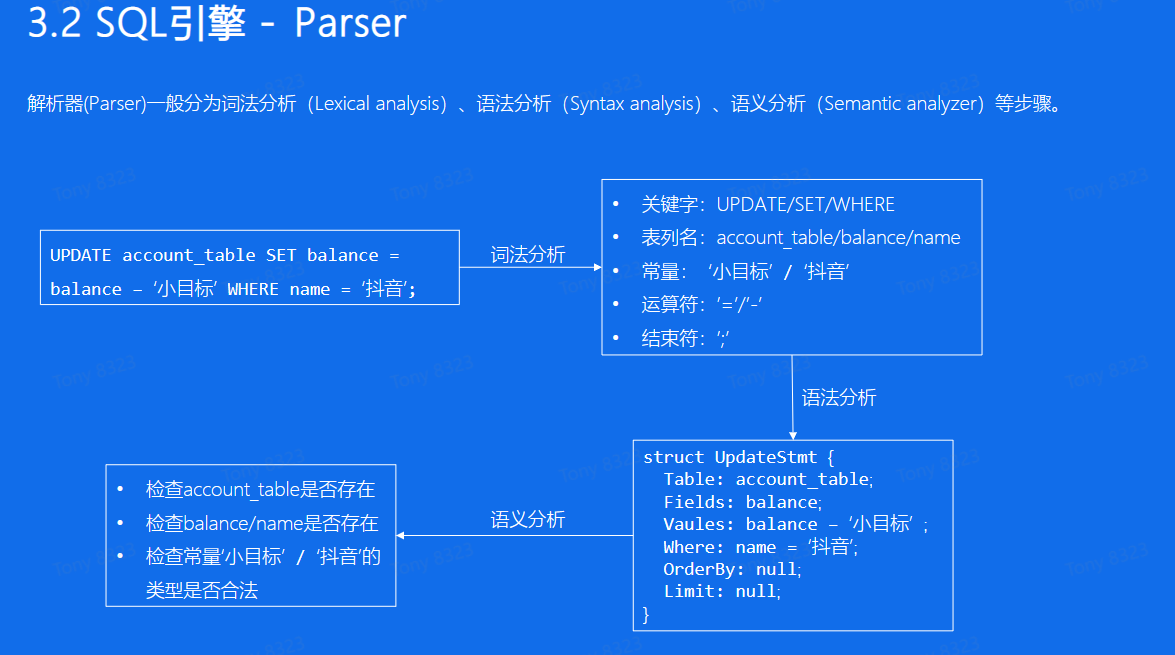 3.2 SQL引擎 - Parser
解析器(Parser)一般分为词法分析（Lexical analysis）、语法分析（Syntax analysis）、语义分析（Semantic analyzer）等步骤。
UPDATE account_table SET balance =
balance – ‘小目标’ WHERE name = ‘抖音’;
词法分析
• 关键字：UPDATE/SET/WHERE
• 表列名：account_table/balance/name
• 常量：‘小目标’ / ‘抖音’
• 运算符：’=‘/’-‘
• 结束符：’;‘
语法分析
struct UpdateStmt {
Table: account_table;
Fields: balance;
Vaules: balance – ‘小目标’ ;
Where: name = ‘抖音’;
OrderBy: null;
Limit: null;
}
语义分析
• 检查account_table是否存在
• 检查balance/name是否存在
• 检查常量‘小目标’ / ‘抖音’的
类型是否合法
Tony 8323